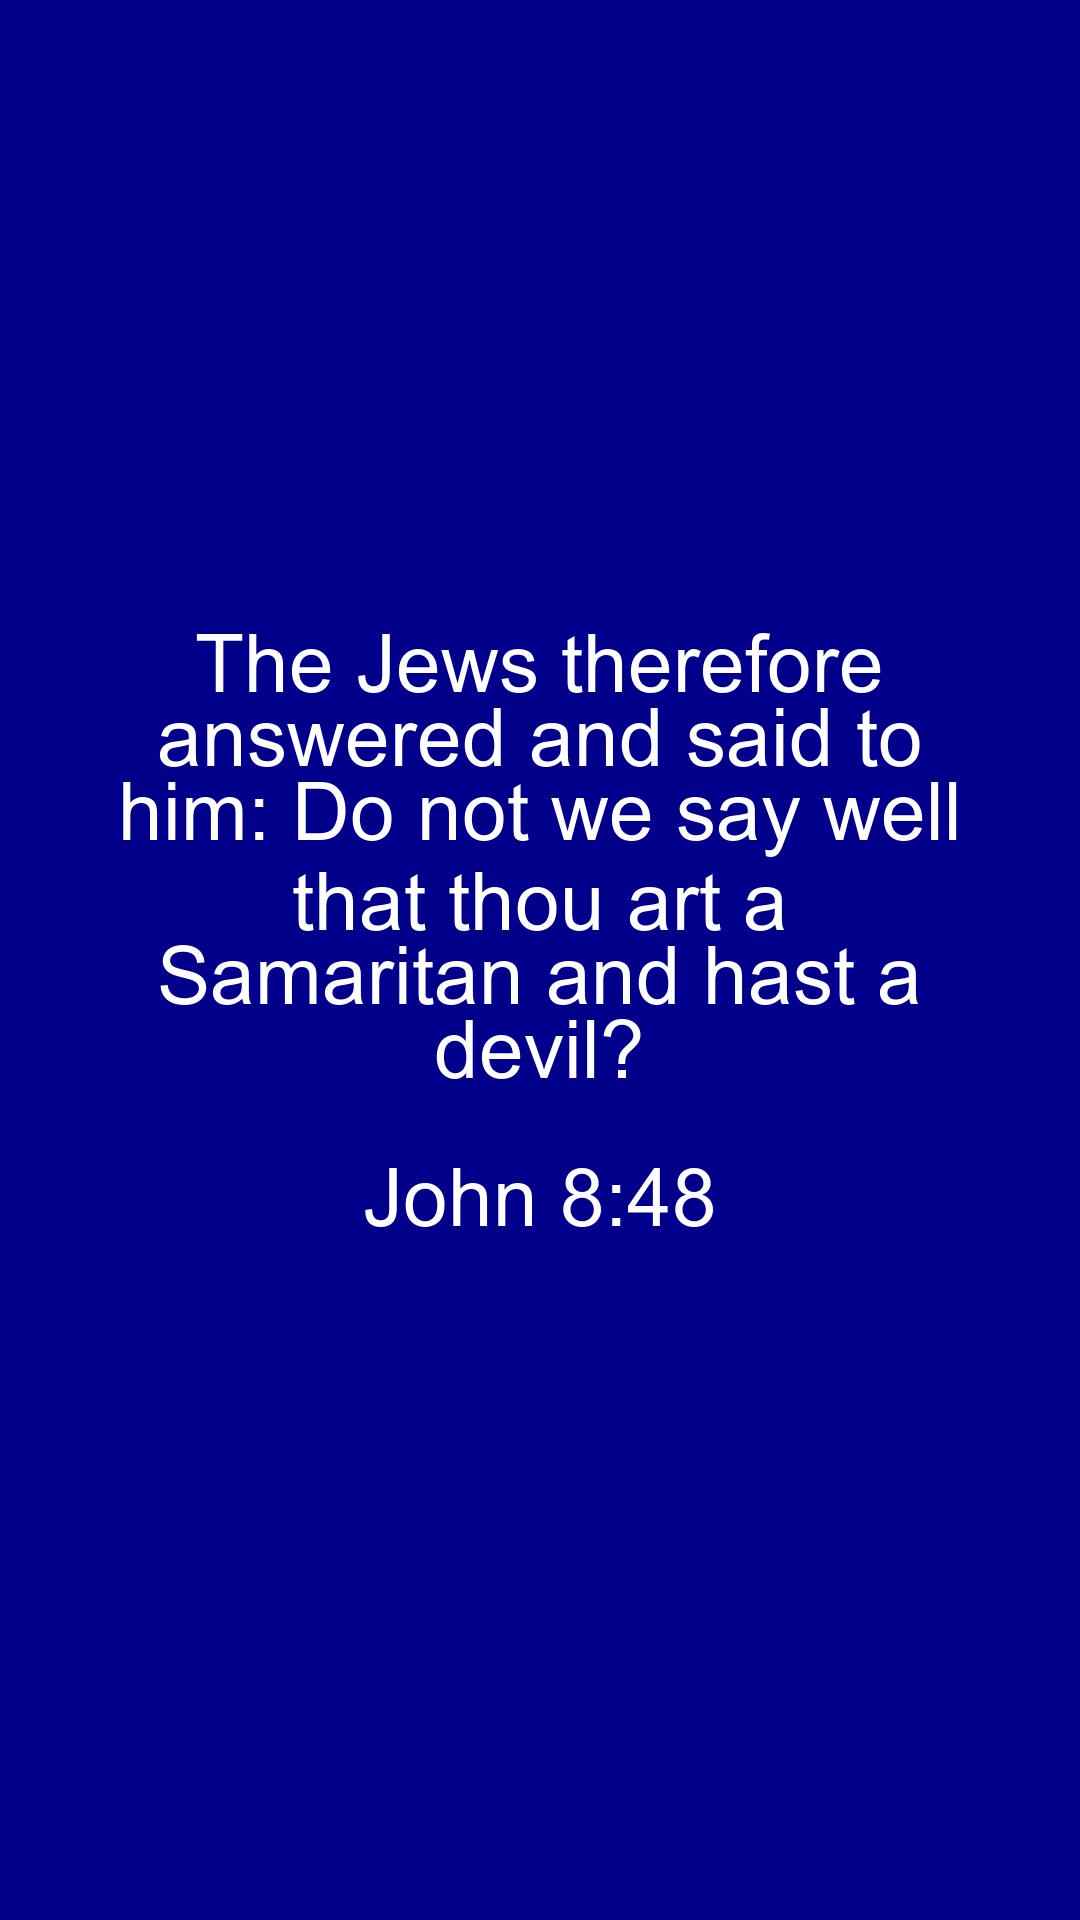 The Jews therefore
answered and said to
him: Do not we say well
that thou art a
Samaritan and hast a
devil?
John 8:48